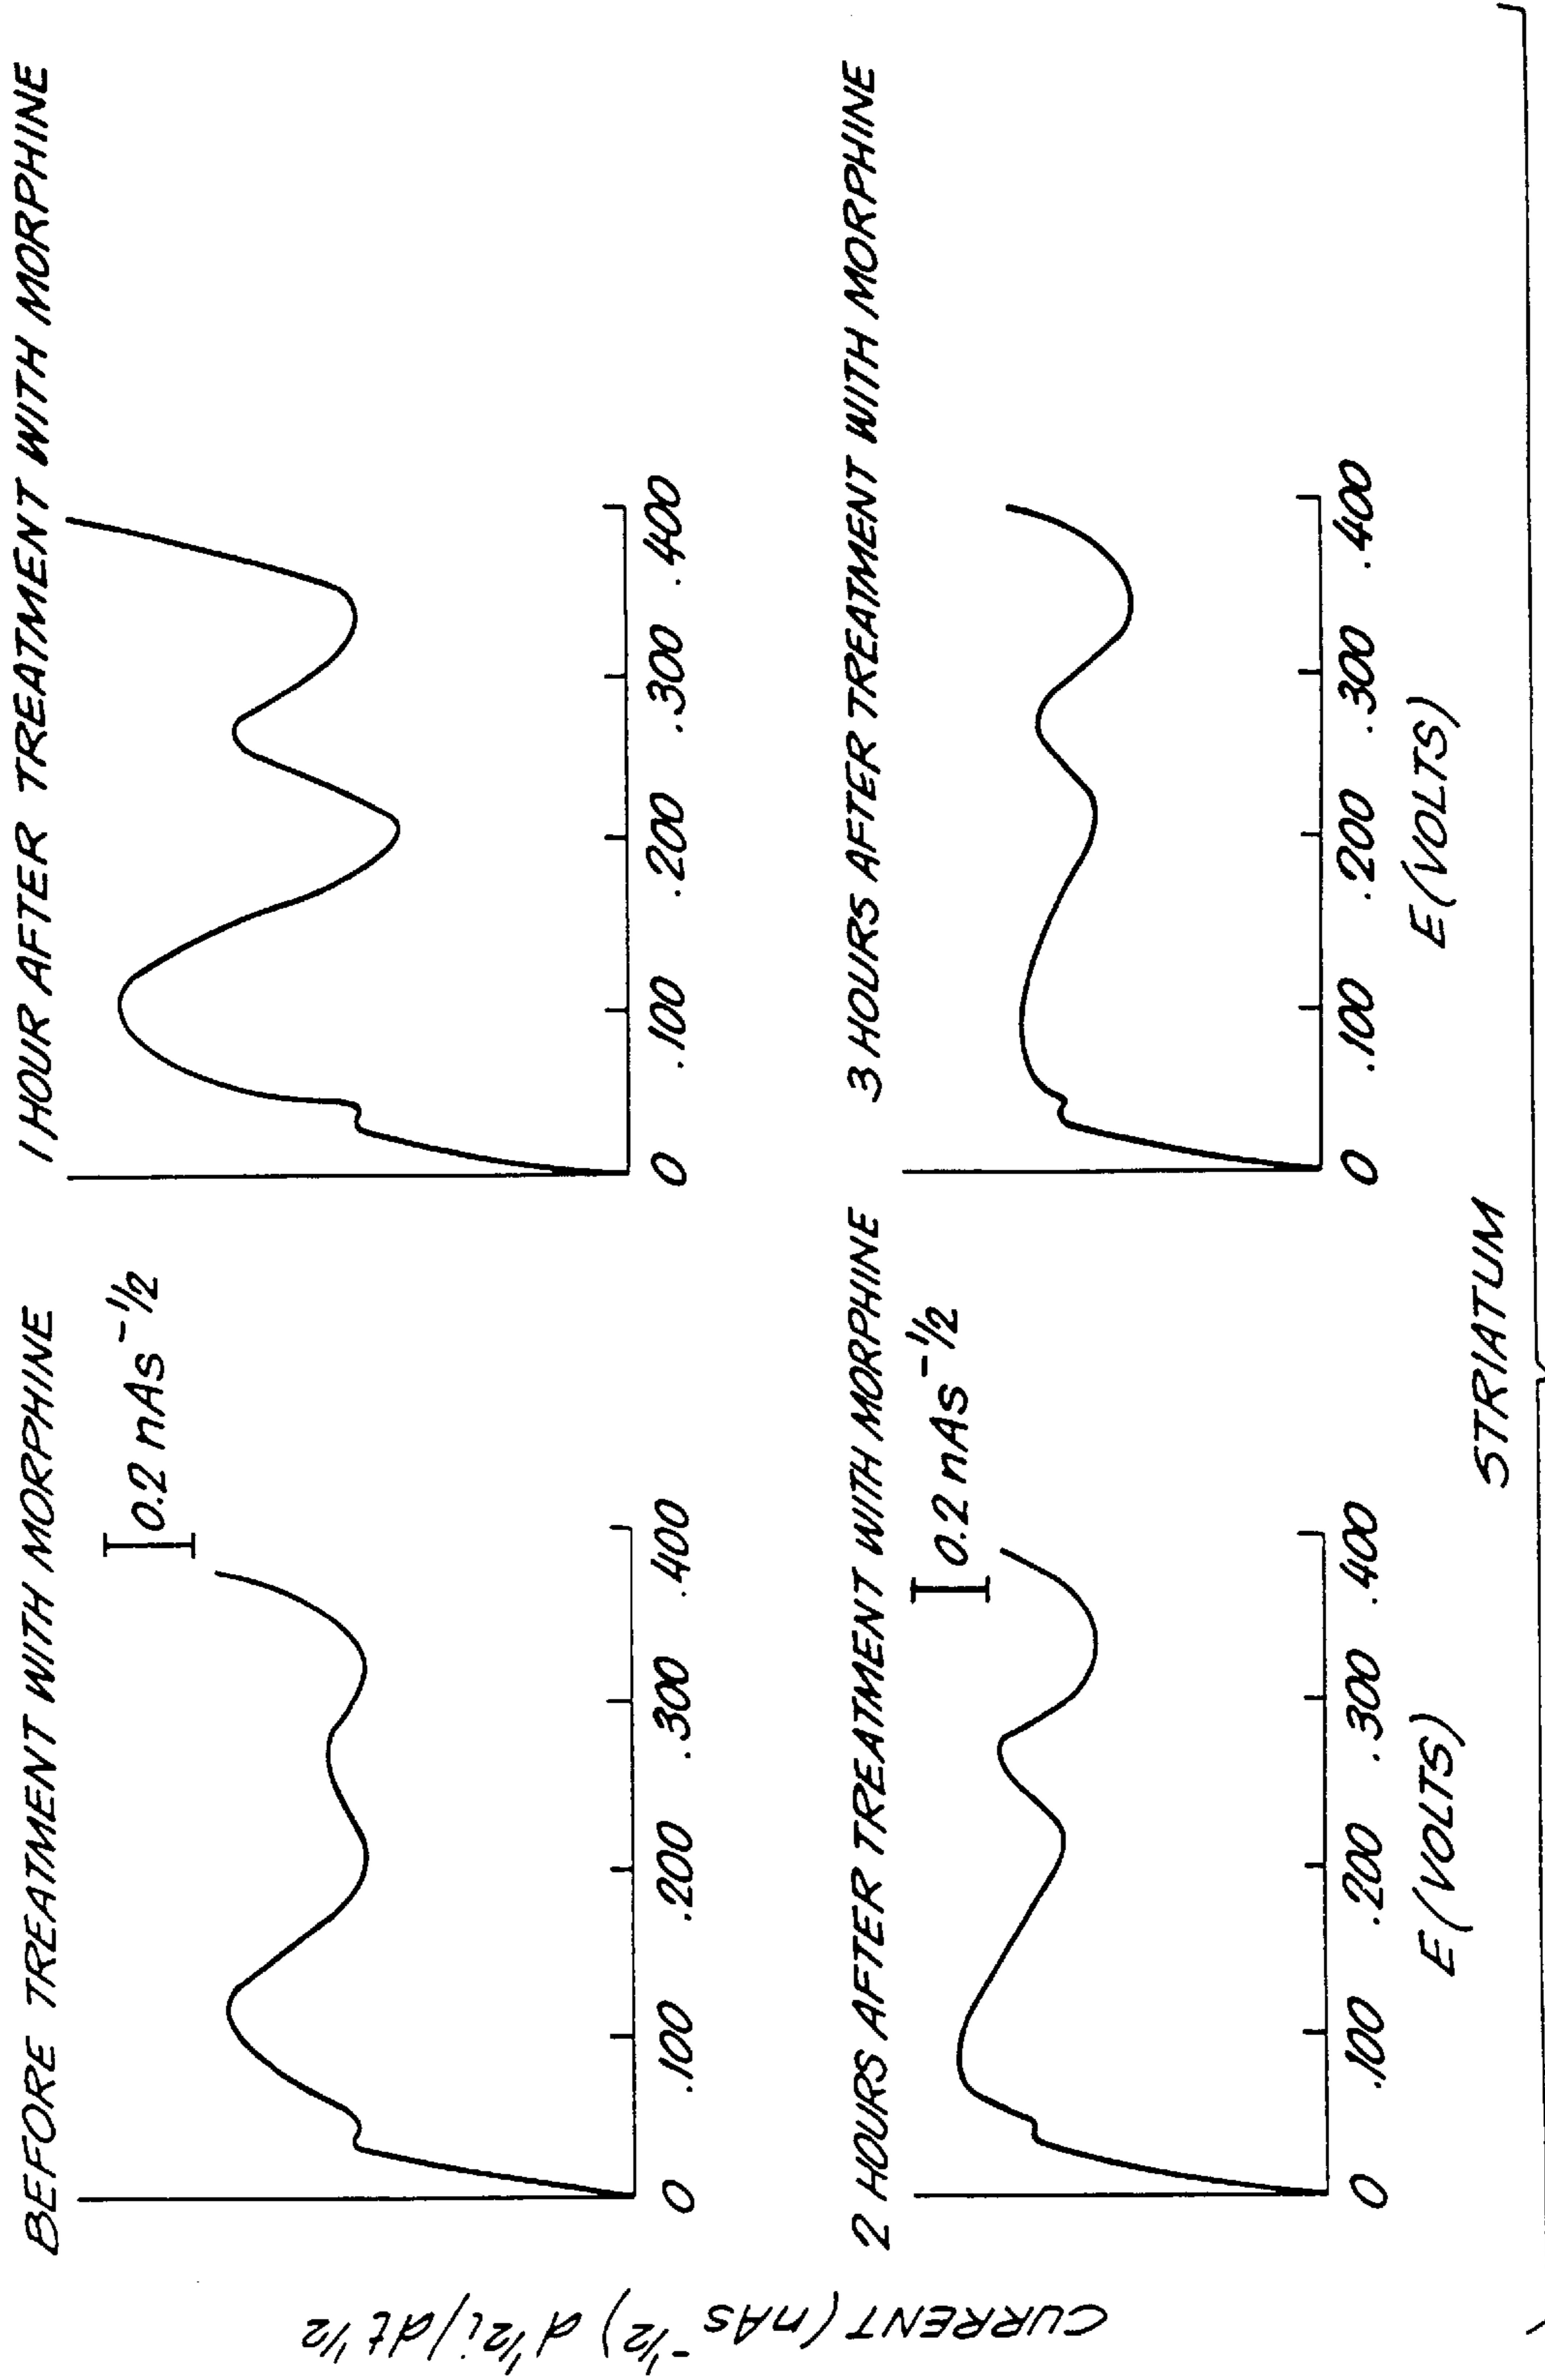 BEFORE TREATMENT WITH MORPHINE
0.2 nAs⁻¹/²
0 .100 .200 .300 .400
1 HOUR AFTER TREATMENT WITH MORPHINE
0 .100 .200 .300 .400
CURRENT (nAs⁻¹/²) d¹/²i/dt¹/²
2 HOURS AFTER TREATMENT WITH MORPHINE
0.2 nAs⁻¹/²
0 .100 .200 .300 .400
E (VOLTS)
3 HOURS AFTER TREATMENT WITH MORPHINE
0 .100 .200 .300 .400
E (VOLTS)
STRIATUM